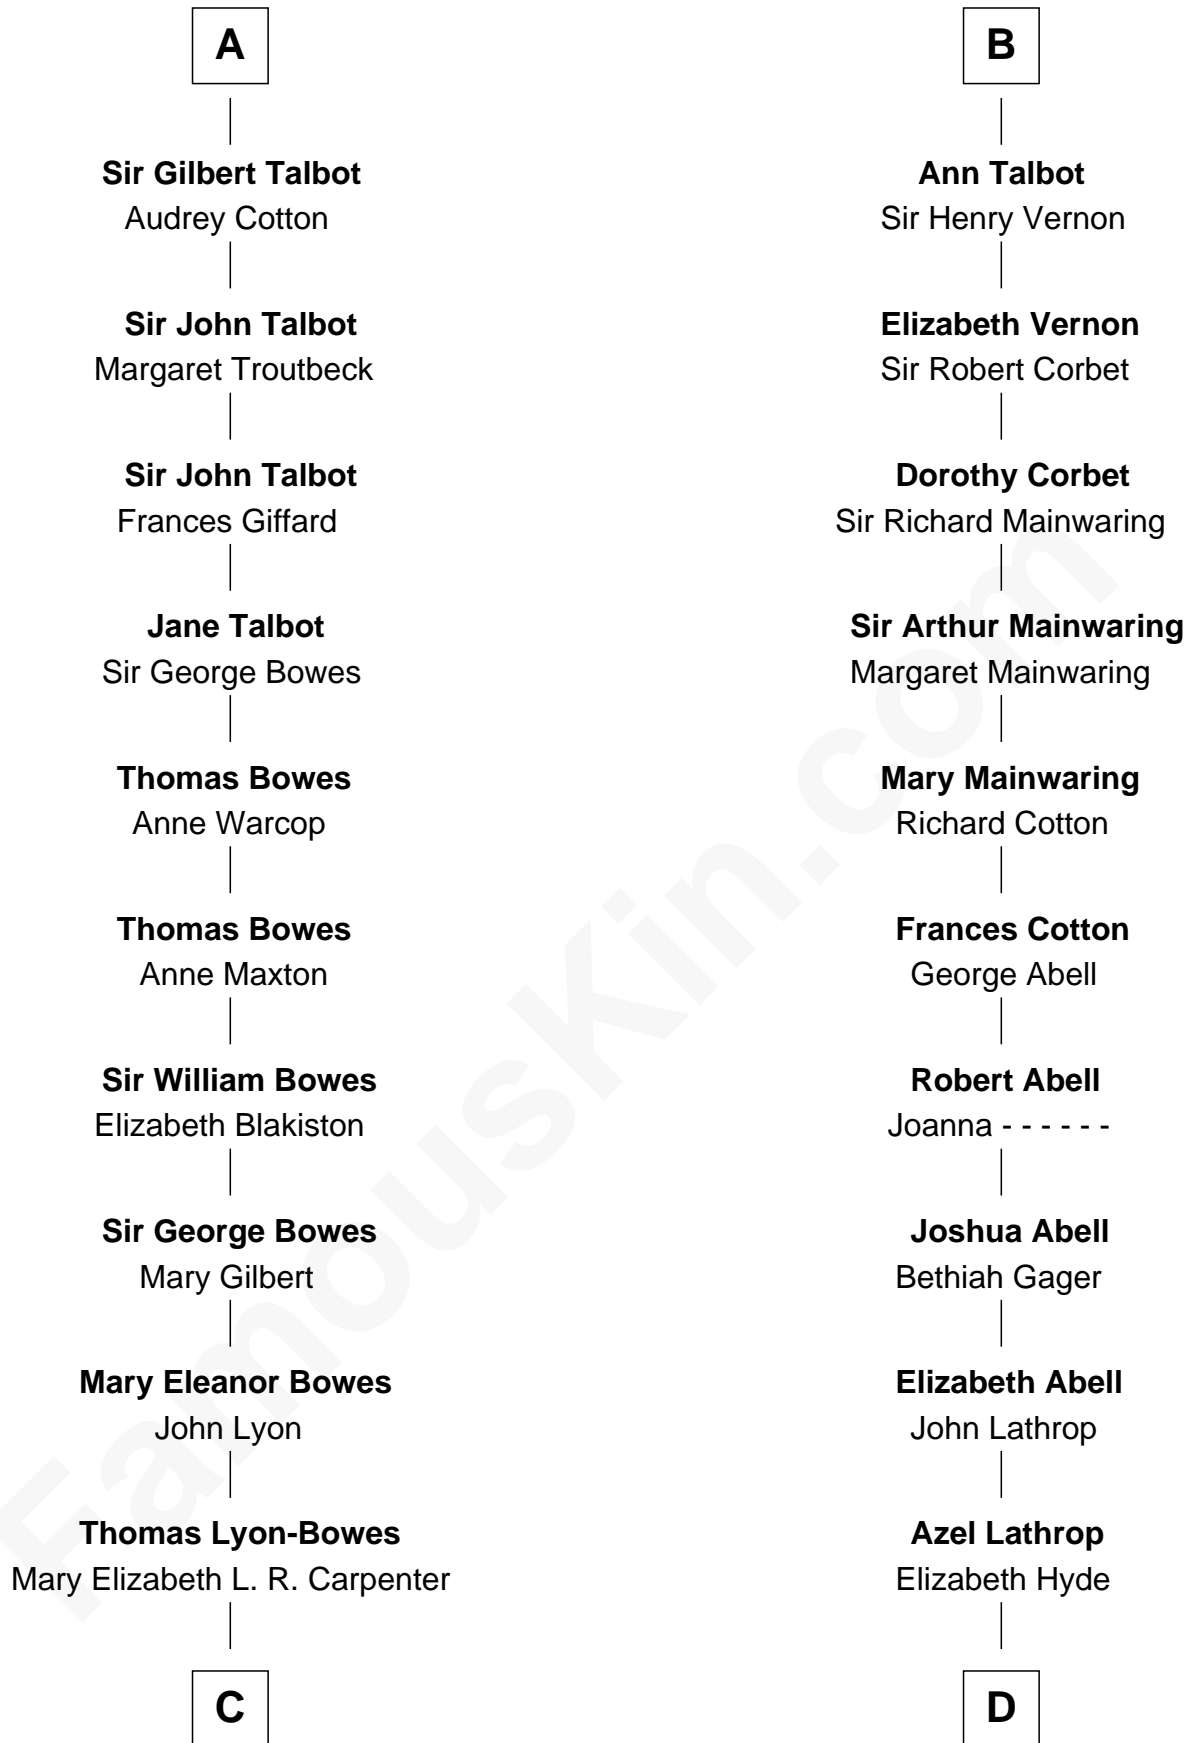 A
Sir Gilbert Talbot
Audrey Cotton
Sir John Talbot
Margaret Troutbeck
Sir John Talbot
Frances Giffard
Jane Talbot
Sir George Bowes
Thomas Bowes
Anne Warcop
Thomas Bowes
Anne Maxton
Sir William Bowes
Elizabeth Blakiston
Sir George Bowes
Mary Gilbert
Mary Eleanor Bowes
John Lyon
Thomas Lyon-Bowes
Mary Elizabeth L. R. Carpenter
C
B
Ann Talbot
Sir Henry Vernon
Elizabeth Vernon
Sir Robert Corbet
Dorothy Corbet
Sir Richard Mainwaring
Sir Arthur Mainwaring
Margaret Mainwaring
Mary Mainwaring
Richard Cotton
Frances Cotton
George Abell
Robert Abell
Joanna - - - - - -
Joshua Abell
Bethiah Gager
Elizabeth Abell
John Lathrop
Azel Lathrop
Elizabeth Hyde
D
FamousKin.com